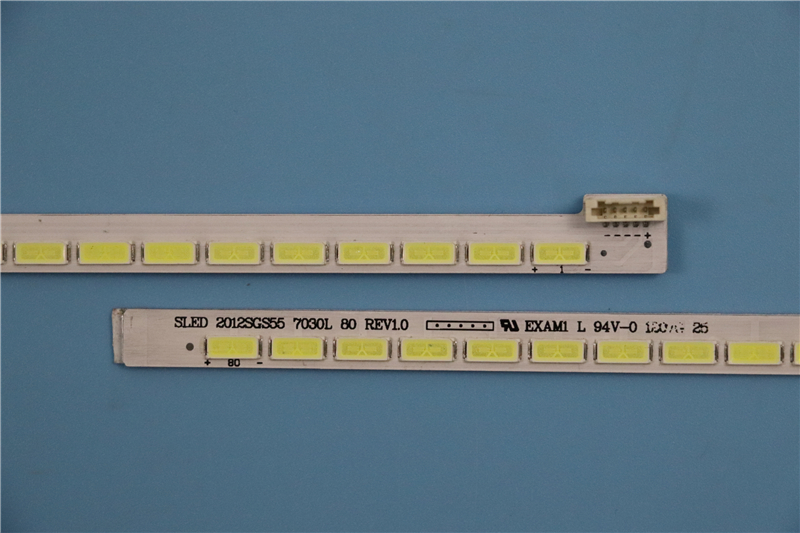 - - - - - +
+ 1 -
SLED 2012SGS55 7030L 80 REV1.0 EXAM1 L 94V-0 25
+ 80 -